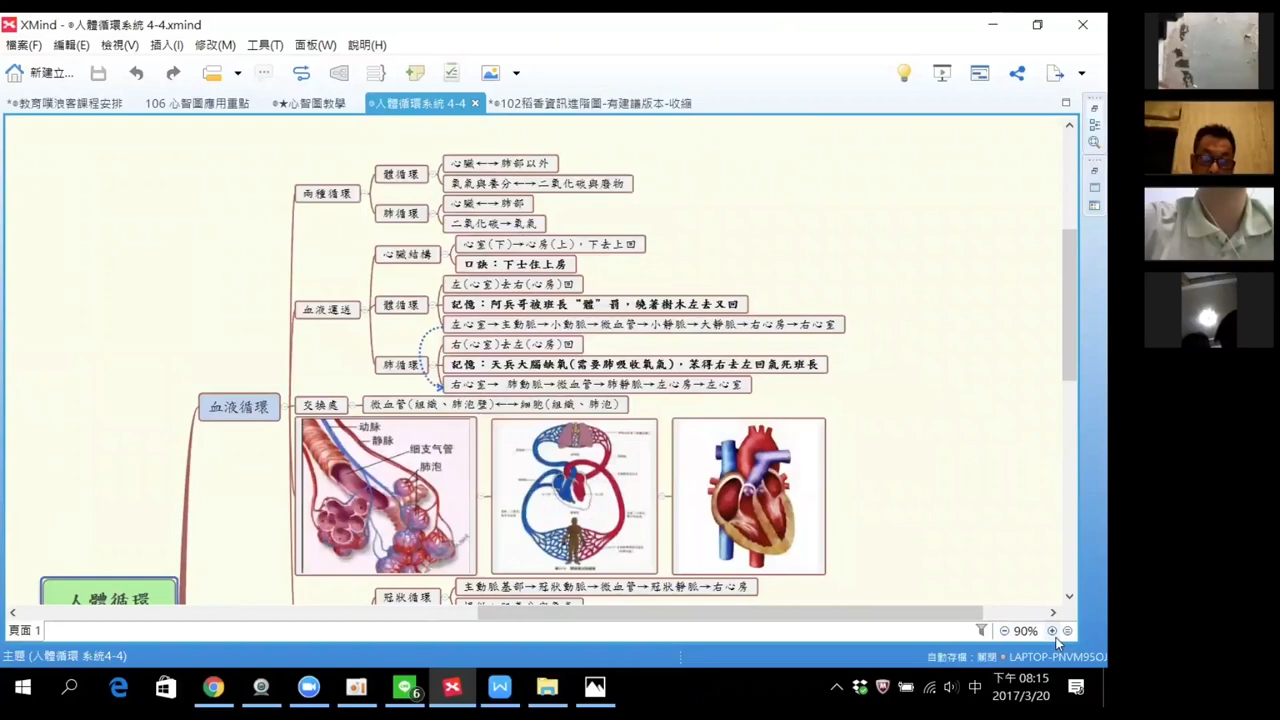 XMind - ®人體循環系統 4-4.xmind
檔案(F) 編輯(E) 檢視(V) 插入(I) 修改(M) 工具(T) 面板(W) 說明(H)
新建立...
*®教育噗浪客課程安排 106 心智圖應用重點 ®★心智圖教學 ®人體循環系統 4-4 *®102稻香資訊進階圖-有建議版本-收縮
兩種循環
體循環
心臟←→肺部以外
氧氣與養分←→二氧化碳與廢物
肺循環
心臟←→肺部
二氧化碳→氧氣
血液運送
心臟結構
心室(下)→心房(上)，下去上回
口訣：下士住上房
體循環
左(心室)去右(心房)回
記憶：阿兵哥被班長“體”罰，繞著樹木左去又回
左心室→主動脈→小動脈→微血管→小靜脈→大靜脈→右心房→右心室
肺循環
右(心室)去左(心房)回
記憶：天兵大腦缺氧(需要肺吸收氧氣)，笨得右去左回氣死班長
右心室→ 肺動脈→微血管→肺靜脈→左心房→左心室
血液循環
交換處
微血管(組織、肺泡壁)←→細胞(組織、肺泡)
动脉
静脉
细支气管
肺泡
人體循環
冠狀循環
主動脈基部→冠狀動脈→微血管→冠狀靜脈→右心房
頁面 1
90%
主題 (人體循環 系統4-4)
自動存檔：關閉 LAPTOP-PNVM95OJ
6
中
下午 08:15
2017/3/20